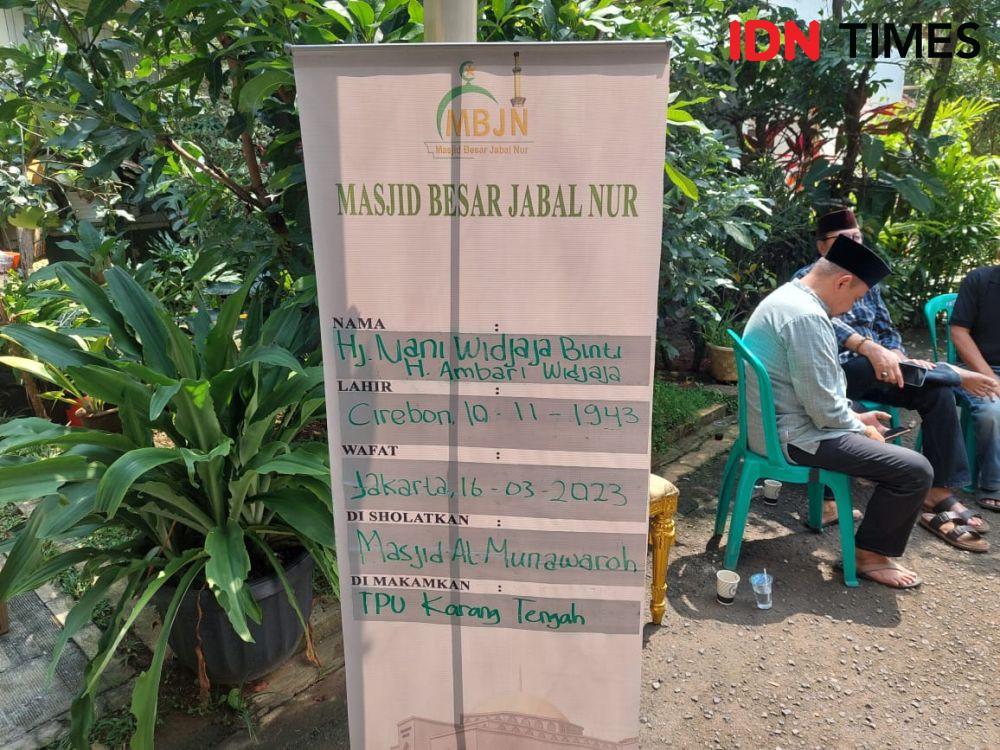 IDN TIMES
MBJN
Masjid Besar Jabal Nur
MASJID BESAR JABAL NUR
NAMA :
Hj. Nani Widjaja Binti
H. Ambari Widjaja
LAHIR :
Cirebon, 10 - 11 - 1943
WAFAT :
Jakarta, 16 - 03 - 2023
DI SHOLATKAN :
Masjid Al-Munawaroh
DI MAKAMKAN :
TPU Karang Tengah